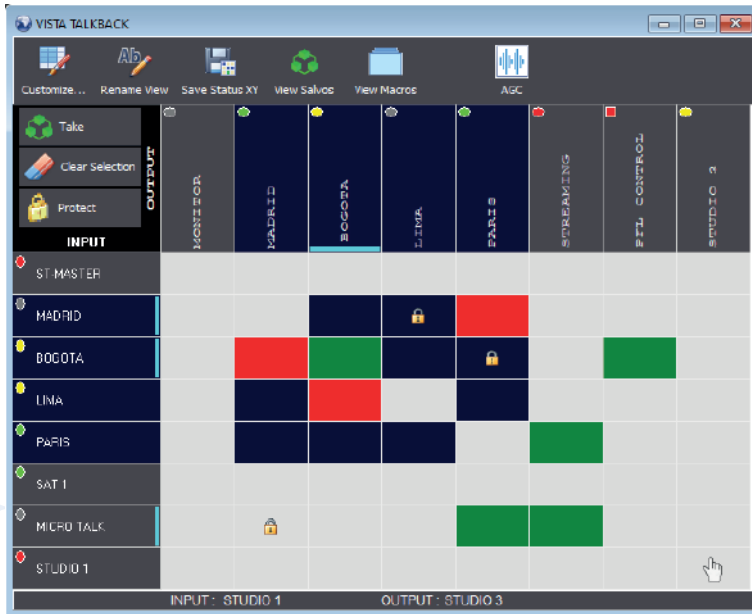 VISTA TALKBACK
Customize... Rename View Save Status XY View Salvos View Macros AGC
Take
Clear Selection
Protect
OUTPUT
INPUT
MONITOR
MADRID
BOGOTA
LIMA
PARIS
STREAMING
PFL CONTROL
STUDIO 2
ST-MASTER
MADRID
BOGOTA
LIMA
PARIS
SAT 1
MICRO TALK
STUDIO 1
INPUT : STUDIO 1 OUTPUT : STUDIO 3